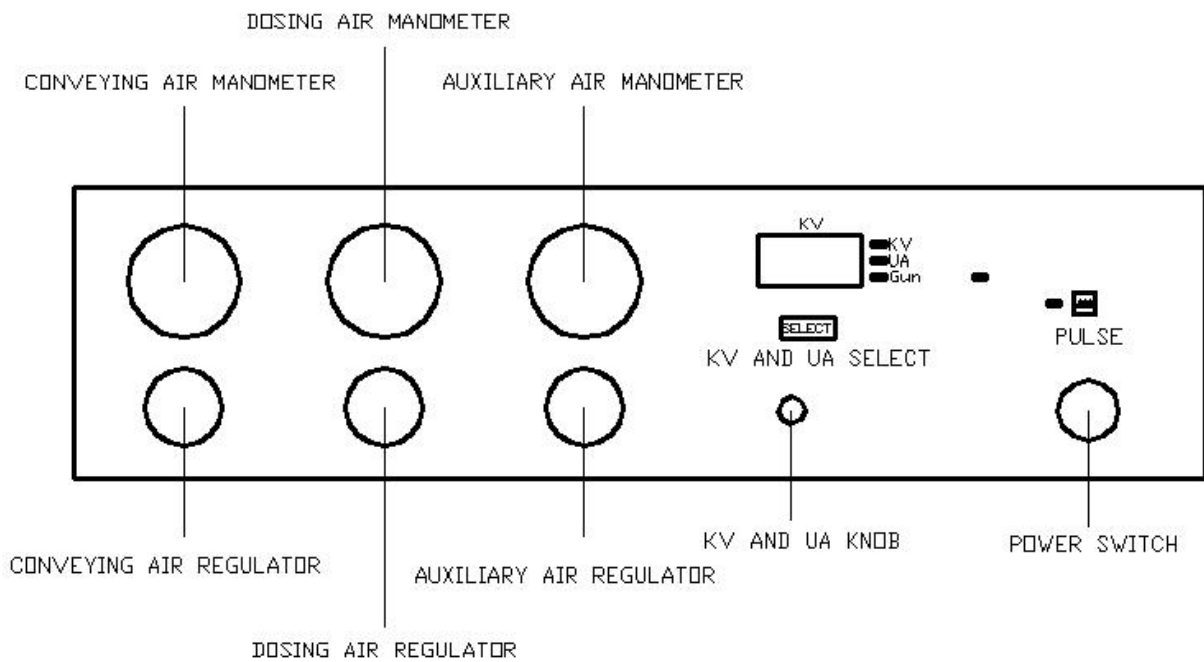 DOSING AIR MANOMETER
CONVEYING AIR MANOMETER
AUXILIARY AIR MANOMETER
KV
KV
UA
Gun
SELECT
PULSE
KV AND UA SELECT
KV AND UA KNOB
POWER SWITCH
CONVEYING AIR REGULATOR
AUXILIARY AIR REGULATOR
DOSING AIR REGULATOR